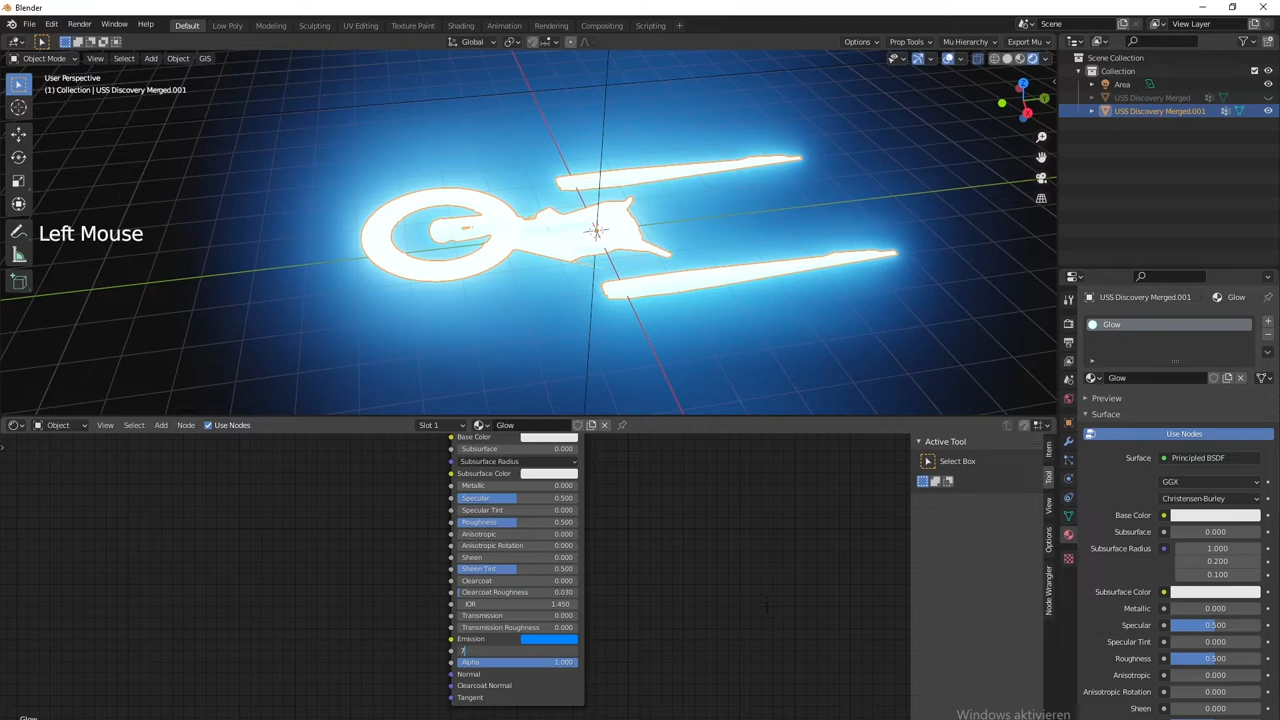 Blender
File Edit Render Window Help Default Low Poly Modeling Sculpting UV Editing Texture Paint Shading Animation Rendering Compositing Scripting + Scene View Layer
Global Options Prop Tools Mu Hierarchy Export Mu
Object Mode View Select Add Object GIS
User Perspective
(1) Collection | USS Discovery Merged.001
Left Mouse
Z
Y
X
Scene Collection
Collection
Area
USS Discovery Merged
USS Discovery Merged.001
Object View Select Add Node Use Nodes Slot 1 Glow
Base Color
Subsurface 0.000
Subsurface Radius
Subsurface Color
Metallic 0.000
Specular 0.500
Specular Tint 0.000
Roughness 0.500
Anisotropic 0.000
Anisotropic Rotation 0.000
Sheen 0.000
Sheen Tint 0.500
Clearcoat 0.000
Clearcoat Roughness 0.030
IOR 1.450
Transmission 0.000
Transmission Roughness 0.000
Emission
7
Alpha 1.000
Normal
Clearcoat Normal
Tangent
Glow
Active Tool
Select Box
Item
Tool
View
Options
Node Wrangler
USS Discovery Merged.001 Glow
Glow
Glow
Preview
Surface
Use Nodes
Surface Principled BSDF
GGX
Christensen-Burley
Base Color
Subsurface 0.000
Subsurface Radius 1.000
0.200
0.100
Subsurface Color
Metallic 0.000
Specular 0.500
Specular Tint 0.000
Roughness 0.500
Anisotropic 0.000
Anisotropic Rotation 0.000
Sheen 0.000
Windows aktivieren